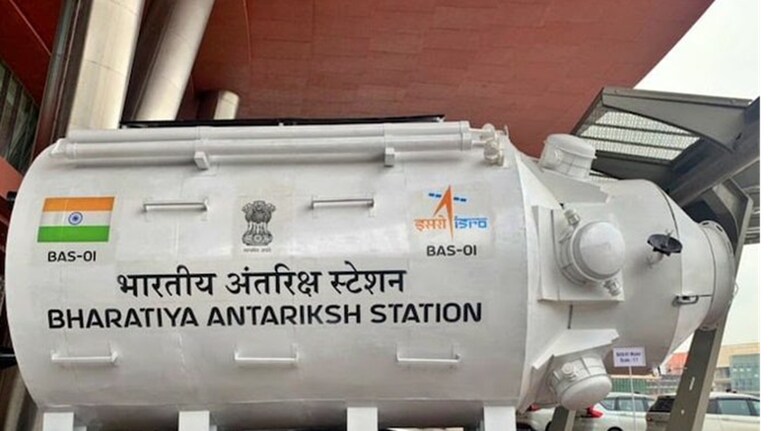 BAS-01
इसरो isro
BAS-01
भारतीय अंतरिक्ष स्टेशन
BHARATIYA ANTARIKSH STATION